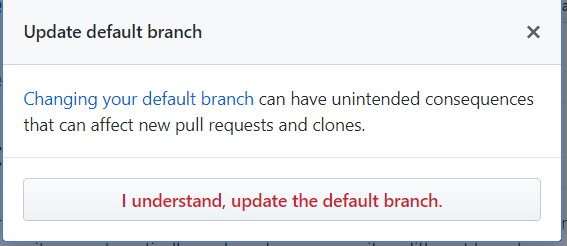 Update default branch
Changing your default branch can have unintended consequences
that can affect new pull requests and clones.
I understand, update the default branch.